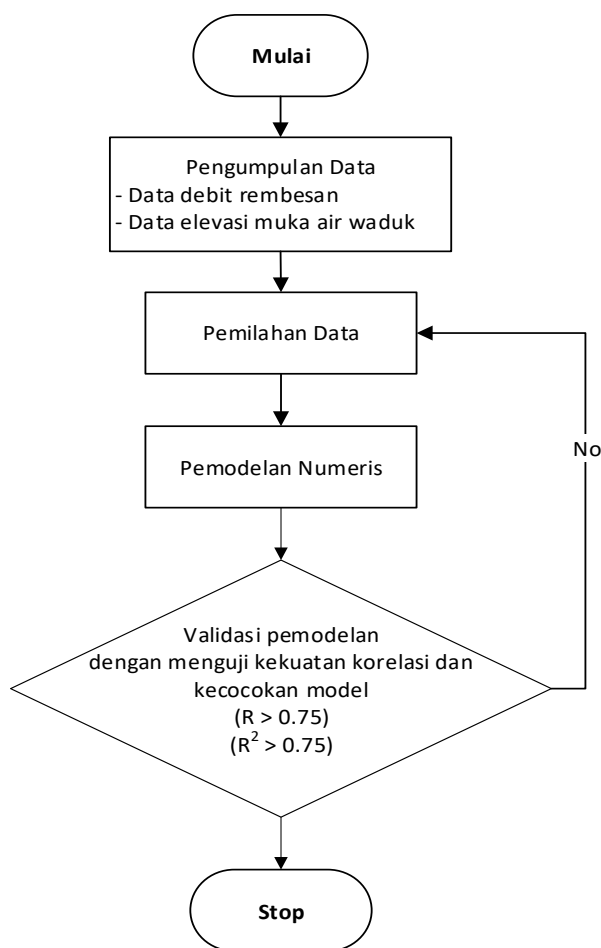 Mulai
Pengumpulan Data
- Data debit rembesan
- Data elevasi muka air waduk
Pemilahan Data
Pemodelan Numeris
No
Validasi pemodelan
dengan menguji kekuatan korelasi dan
kecocokan model
(R > 0.75)
(R² > 0.75)
Stop